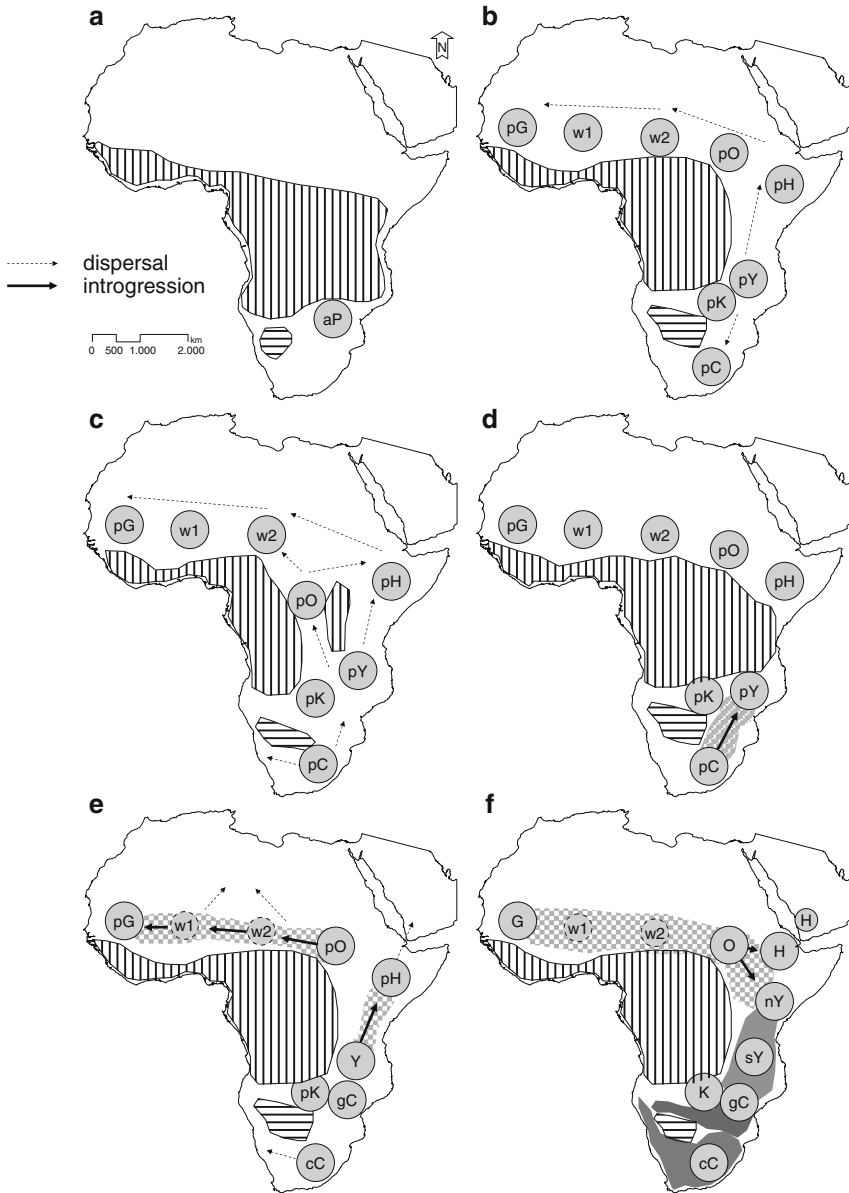 a
N
aP
dispersal
introgression
km
0 500 1.000 2.000
b
pG w1 w2 pO pH
pY
pK
pC
c
pG w1 w2
pH
pO
pY
pK
pC
d
pG w1 w2 pO
pH
pK pY
pC
e
pG w1 w2 pO
pH
Y
pK gC
cC
f
G w1 w2 O H H
nY
sY
K gC
cC